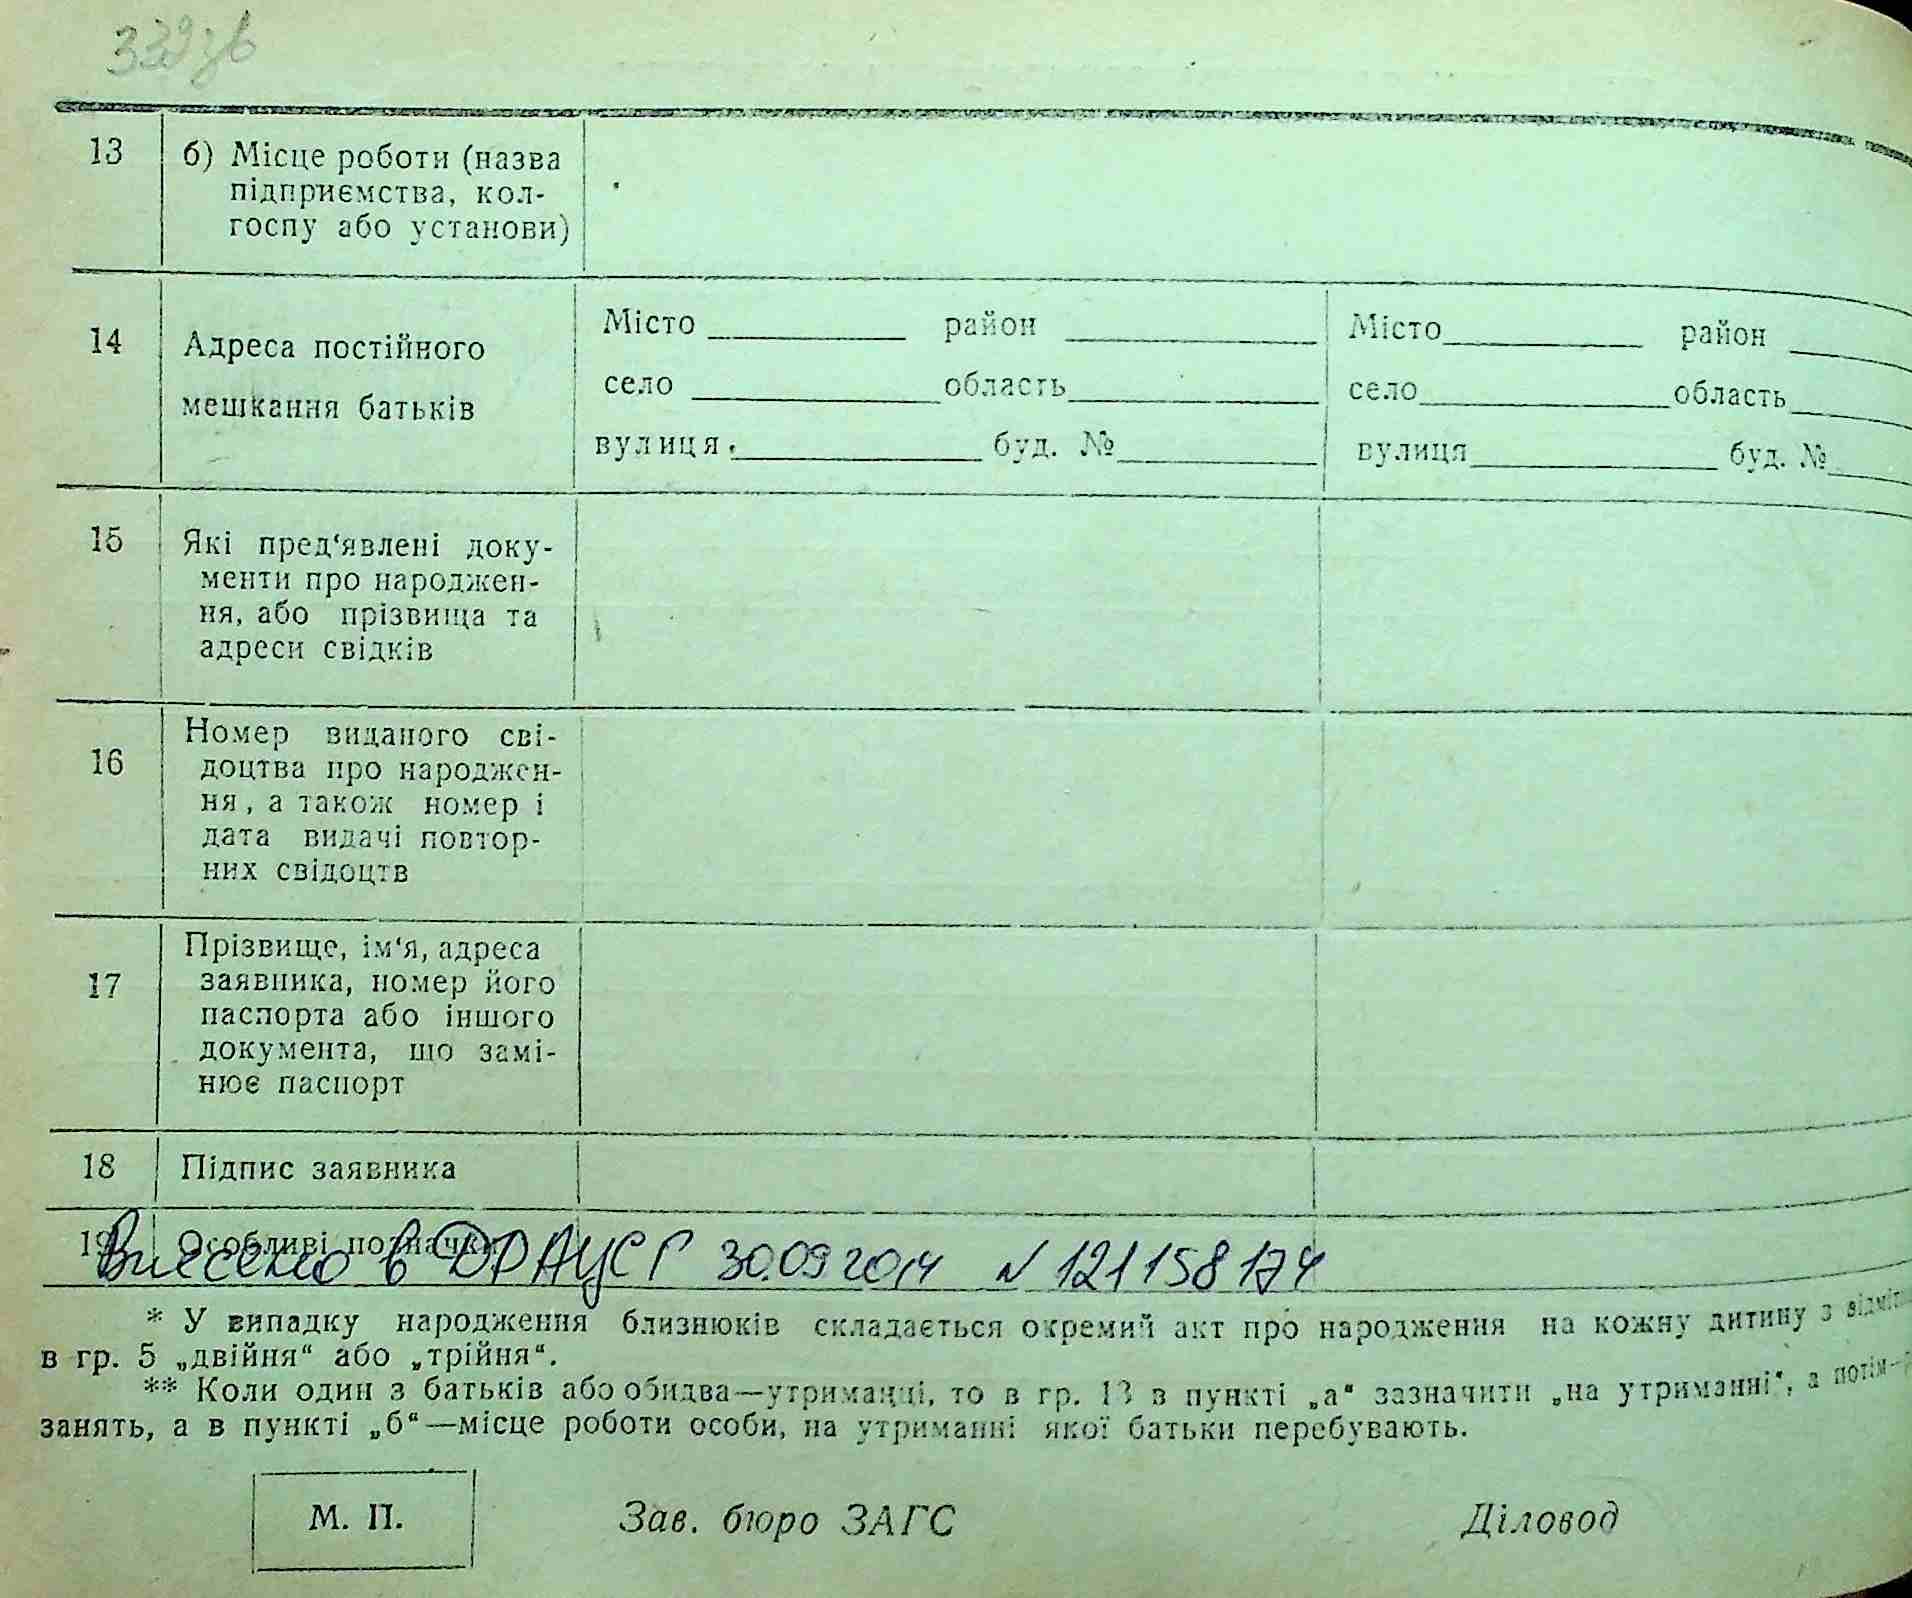 339зв
13 б) Місце роботи (назва
підприємства, кол-
госпу або установи)
14 Адреса постійного
мешкання батьків
Місто район
село область
вулиця буд. №
Місто район
село область
вулиця буд. №
15 Які пред‘явлені доку-
менти про народжен-
ня, або прізвища та
адреси свідків
16 Номер виданого сві-
доцтва про народжен-
ня, а також номер і
дата видачі повтор-
них свідоцтв
17 Прізвище, ім‘я, адреса
заявника, номер його
паспорта або іншого
документа, що замі-
нює паспорт
18 Підпис заявника
19 Особливі позначки
Внесено в ДРАЦСГ 30.09 2014 N 121158174
* У випадку народження близнюків складається окремий акт про народження на кожну дитину з
в гр. 5 „двійня“ або „трійня“.
** Коли один з батьків або обидва—утриманці, то в гр. 13 в пункті „а“ зазначити „на утриманні“, а потім—
занять, а в пункті „б“—місце роботи особи, на утриманні якої батьки перебувають.
М. П. Зав. бюро ЗАГС Діловод